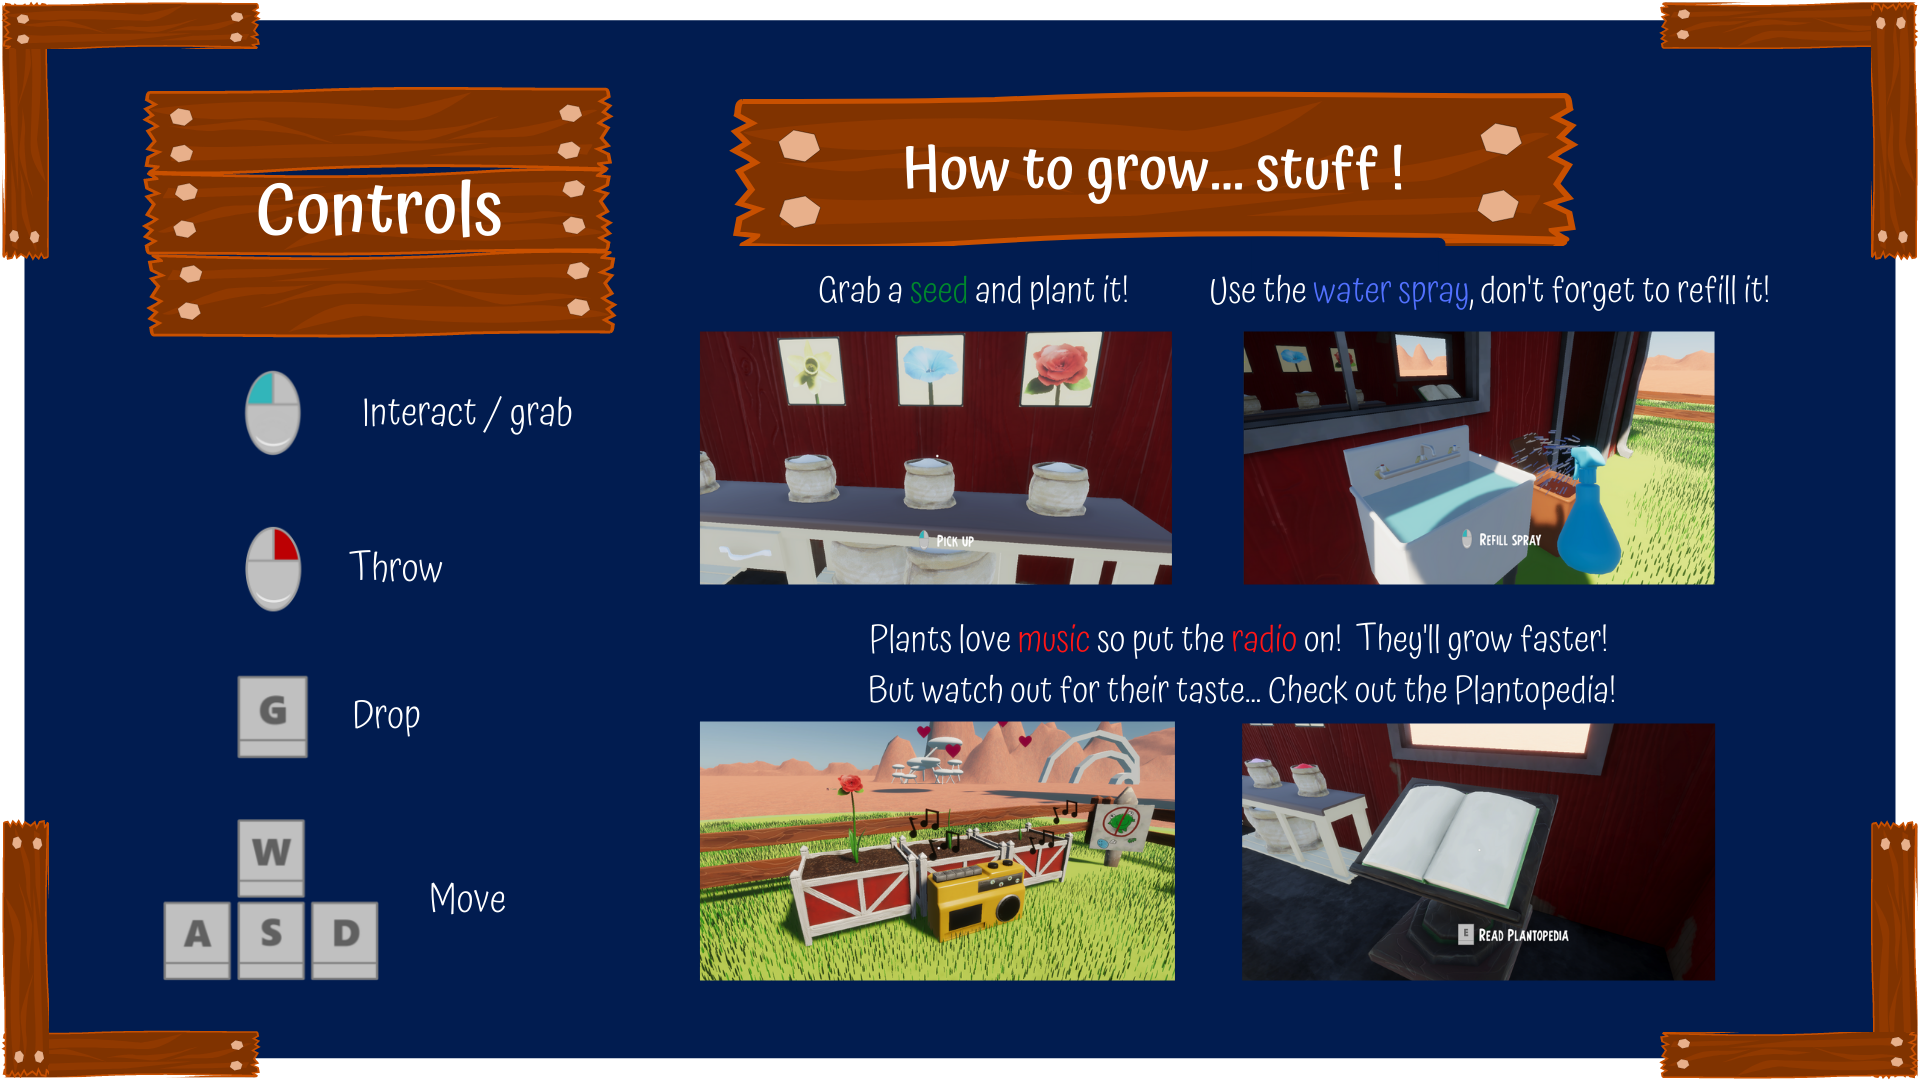 Controls
Interact / grab
Throw
G
Drop
W
A S D
Move
How to grow... stuff !
Grab a seed and plant it!
Use the water spray, don't forget to refill it!
Pick up
Refill spray
Plants love music so put the radio on! They'll grow faster!
But watch out for their taste... Check out the Plantopedia!
E Read Plantopedia